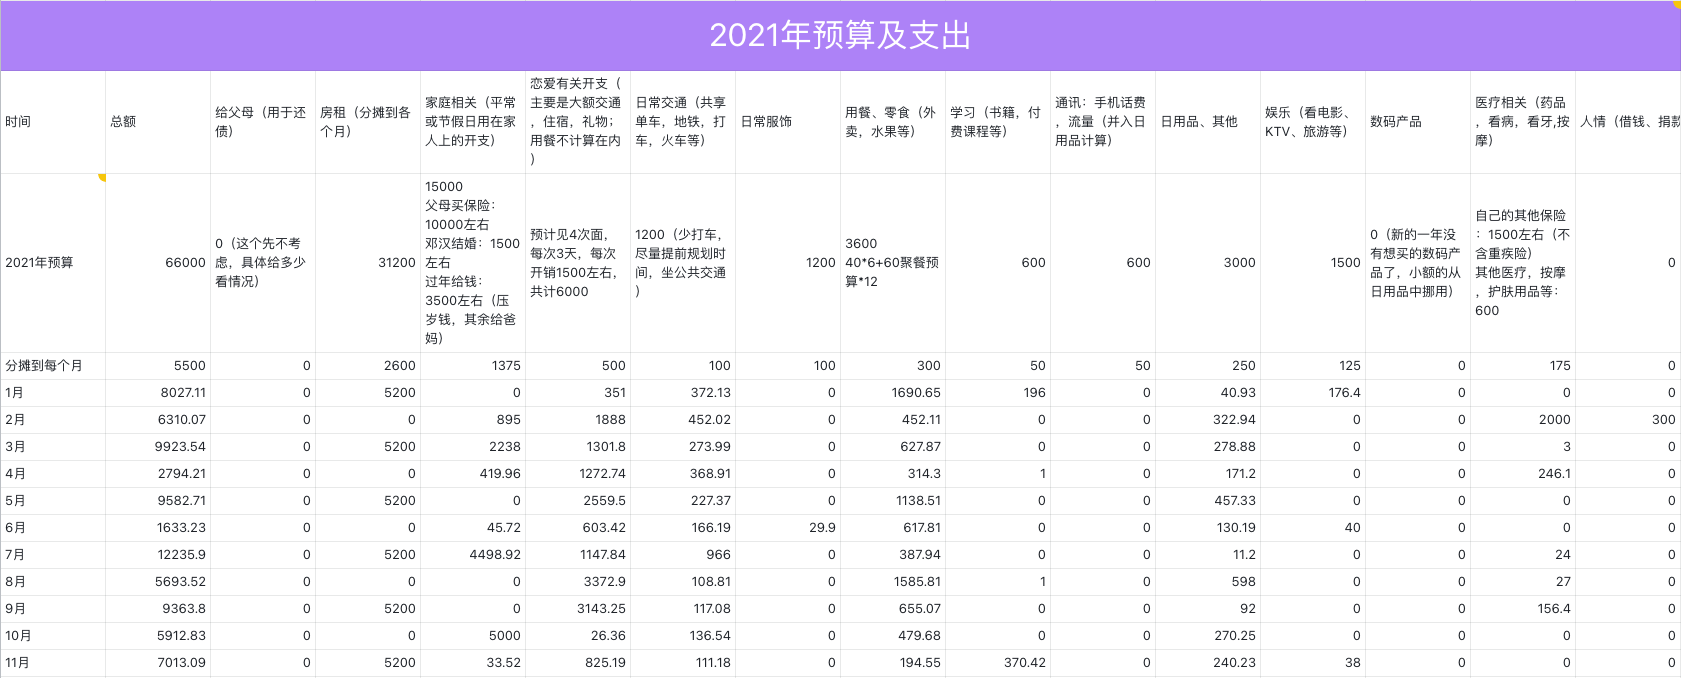 2021年预算及支出
时间
总额
给父母（用于还
债）
房租（分摊到各
个月）
家庭相关（平常
或节假日用在家
人上的开支）
恋爱有关开支（
主要是大额交通
，住宿，礼物；
用餐不计算在内
）
日常交通（共享
单车，地铁，打
车，火车等）
日常服饰
用餐、零食（外
卖，水果等）
学习（书籍，付
费课程等）
通讯：手机话费
，流量（并入日
用品计算）
日用品、其他
娱乐（看电影、
KTV、旅游等）
数码产品
医疗相关（药品
，看病，看牙,按
摩）
人情（借钱、捐款
2021年预算
66000
0（这个先不考
虑，具体给多少
看情况）
31200
15000
父母买保险：
10000左右
邓汉结婚：1500
左右
过年给钱：
3500左右（压
岁钱，其余给爸
妈）
预计见4次面，
每次3天，每次
开销1500左右，
共计6000
1200（少打车，
尽量提前规划时
间，坐公共交通
）
1200
3600
40*6+60聚餐预
算*12
600
600
3000
1500
0（新的一年没
有想买的数码产
品了，小额的从
日用品中挪用）
自己的其他保险
：1500左右（不
含重疾险）
其他医疗，按摩
，护肤用品等：
600
0
分摊到每个月 5500 0 2600 1375 500 100 100 300 50 50 250 125 0 175 0
1月 8027.11 0 5200 0 351 372.13 0 1690.65 196 0 40.93 176.4 0 0 0
2月 6310.07 0 0 895 1888 452.02 0 452.11 0 0 322.94 0 0 2000 300
3月 9923.54 0 5200 2238 1301.8 273.99 0 627.87 0 0 278.88 0 0 3 0
4月 2794.21 0 0 419.96 1272.74 368.91 0 314.3 1 0 171.2 0 0 246.1 0
5月 9582.71 0 5200 0 2559.5 227.37 0 1138.51 0 0 457.33 0 0 0 0
6月 1633.23 0 0 45.72 603.42 166.19 29.9 617.81 0 0 130.19 40 0 0 0
7月 12235.9 0 5200 4498.92 1147.84 966 0 387.94 0 0 11.2 0 0 24 0
8月 5693.52 0 0 0 3372.9 108.81 0 1585.81 1 0 598 0 0 27 0
9月 9363.8 0 5200 0 3143.25 117.08 0 655.07 0 0 92 0 0 156.4 0
10月 5912.83 0 0 5000 26.36 136.54 0 479.68 0 0 270.25 0 0 0 0
11月 7013.09 0 5200 33.52 825.19 111.18 0 194.55 370.42 0 240.23 38 0 0 0